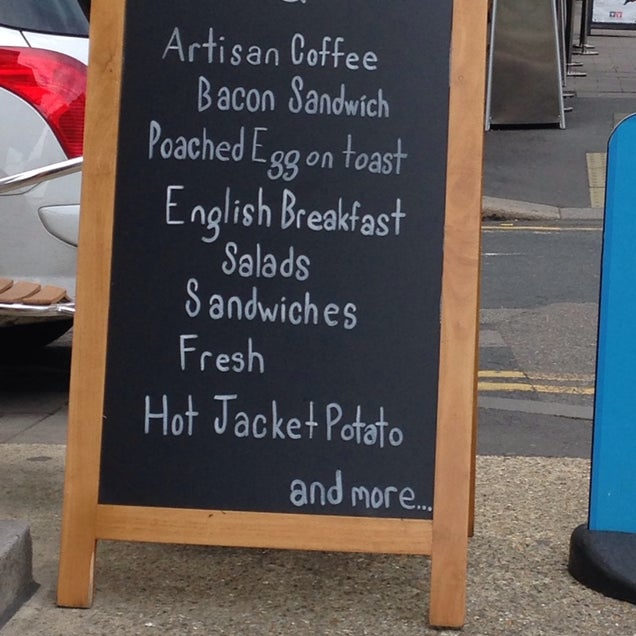 Artisan Coffee
Bacon Sandwich
Poached Egg on toast
English Breakfast
Salads
Sandwiches
Fresh
Hot Jacket Potato
and more...